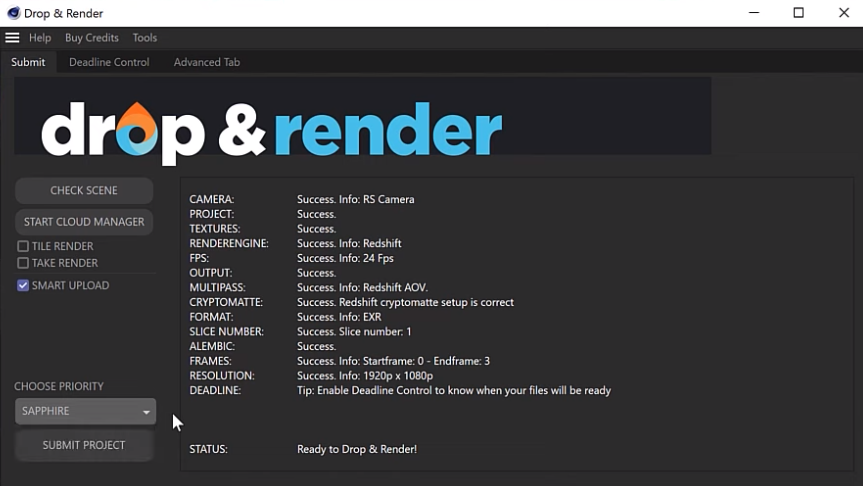 Drop & Render
Help Buy Credits Tools
Submit Deadline Control Advanced Tab
drop & render
CHECK SCENE
START CLOUD MANAGER
TILE RENDER
TAKE RENDER
SMART UPLOAD
CHOOSE PRIORITY
SAPPHIRE
SUBMIT PROJECT
CAMERA: Success. Info: RS Camera
PROJECT: Success.
TEXTURES: Success.
RENDERENGINE: Success. Info: Redshift
FPS: Success. Info: 24 Fps
OUTPUT: Success.
MULTIPASS: Success. Info: Redshift AOV.
CRYPTOMATTE: Success. Redshift cryptomatte setup is correct
FORMAT: Success. Info: EXR
SLICE NUMBER: Success. Slice number: 1
ALEMBIC: Success.
FRAMES: Success. Info: Startframe: 0 - Endframe: 3
RESOLUTION: Success. Info: 1920p x 1080p
DEADLINE: Tip: Enable Deadline Control to know when your files will be ready
STATUS: Ready to Drop & Render!